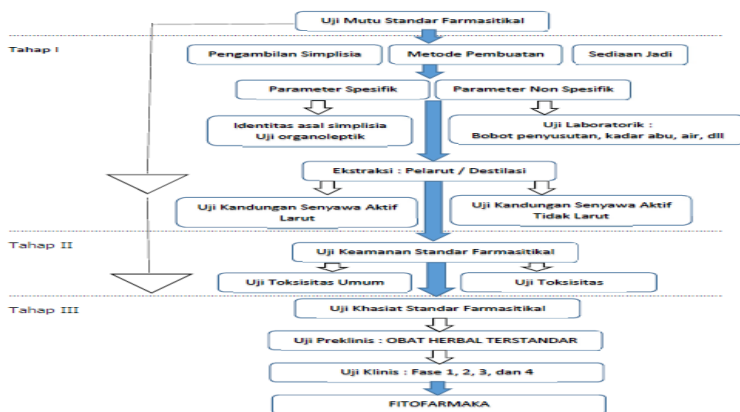 Uji Mutu Standar Farmasitikal
Tahap I
Pengambilan Simplisia
Metode Pembuatan
Sediaan Jadi
Parameter Spesifik
Parameter Non Spesifik
Identitas asal simplisia
Uji organoleptik
Uji Laboratorik :
Bobot penyusutan, kadar abu, air, dll
Ekstraksi : Pelarut / Destilasi
Uji Kandungan Senyawa Aktif
Larut
Uji Kandungan Senyawa Aktif
Tidak Larut
Tahap II
Uji Keamanan Standar Farmasitikal
Uji Toksisitas Umum
Uji Toksisitas
Tahap III
Uji Khasiat Standar Farmasitikal
Uji Preklinis : OBAT HERBAL TERSTANDAR
Uji Klinis : Fase 1, 2, 3, dan 4
FITOFARMAKA